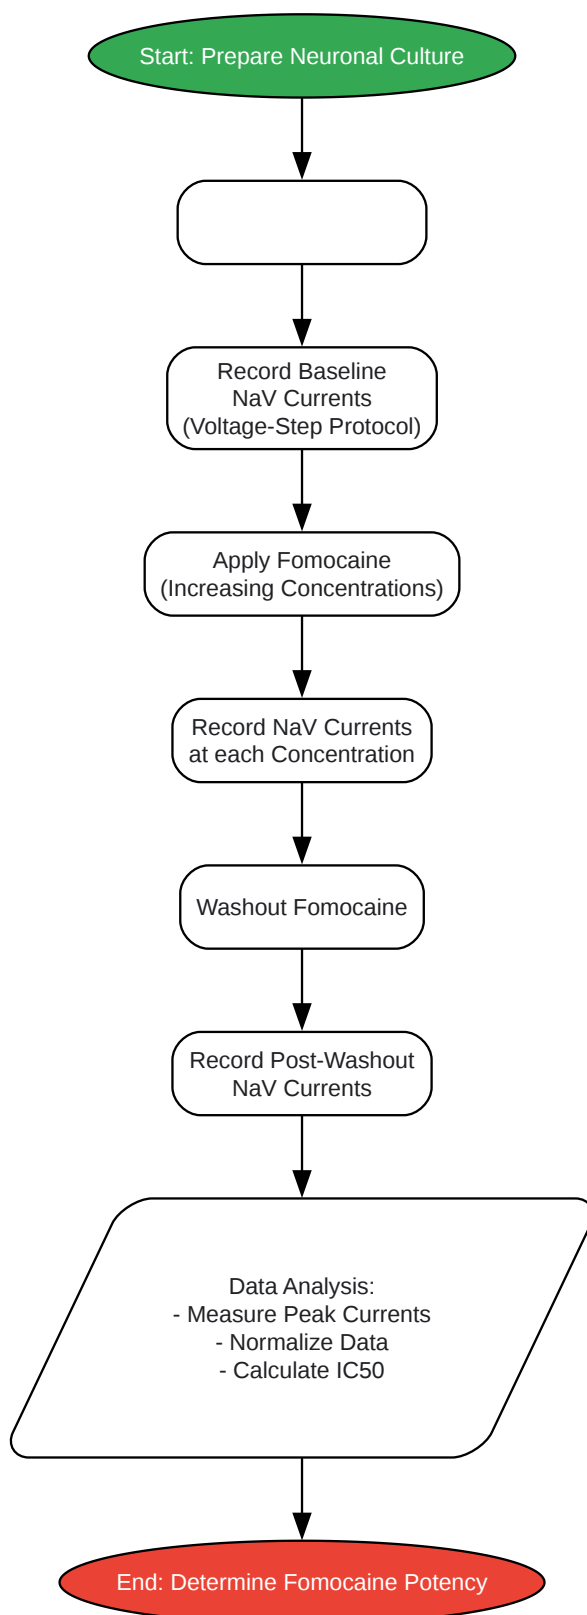 Start: Prepare Neuronal Culture
Record Baseline
NaV Currents
(Voltage-Step Protocol)
Apply Fomocaine
(Increasing Concentrations)
Record NaV Currents
at each Concentration
Washout Fomocaine
Record Post-Washout
NaV Currents
Data Analysis:
- Measure Peak Currents
- Normalize Data
- Calculate IC50
End: Determine Fomocaine Potency